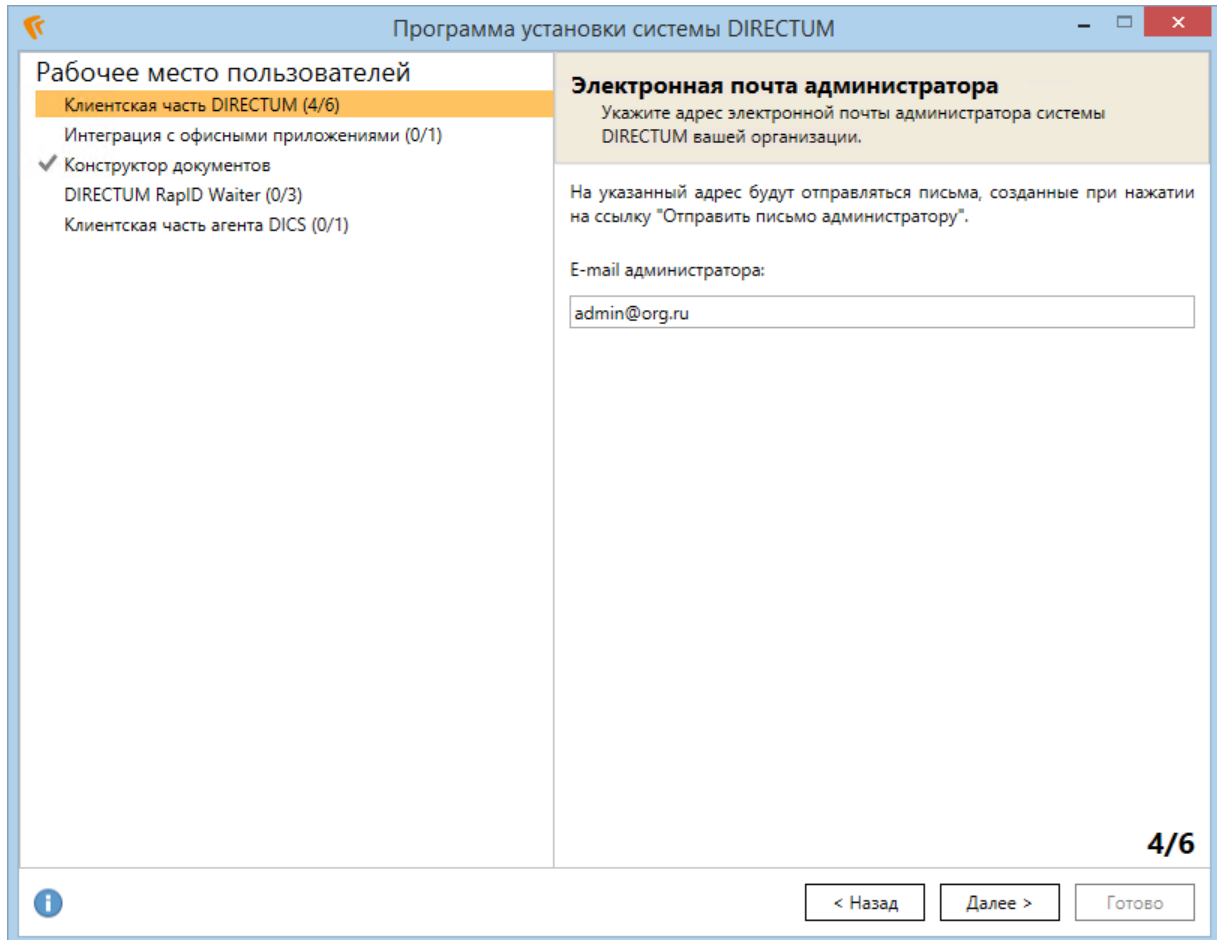 Программа установки системы DIRECTUM
Рабочее место пользователей
Клиентская часть DIRECTUM (4/6)
Интеграция с офисными приложениями (0/1)
Конструктор документов
DIRECTUM RapID Waiter (0/3)
Клиентская часть агента DICS (0/1)
Электронная почта администратора
Укажите адрес электронной почты администратора системы
DIRECTUM вашей организации.
На указанный адрес будут отправляться письма, созданные при нажатии
на ссылку "Отправить письмо администратору".
E-mail администратора:
admin@org.ru
4/6
< Назад
Далее >
Готово